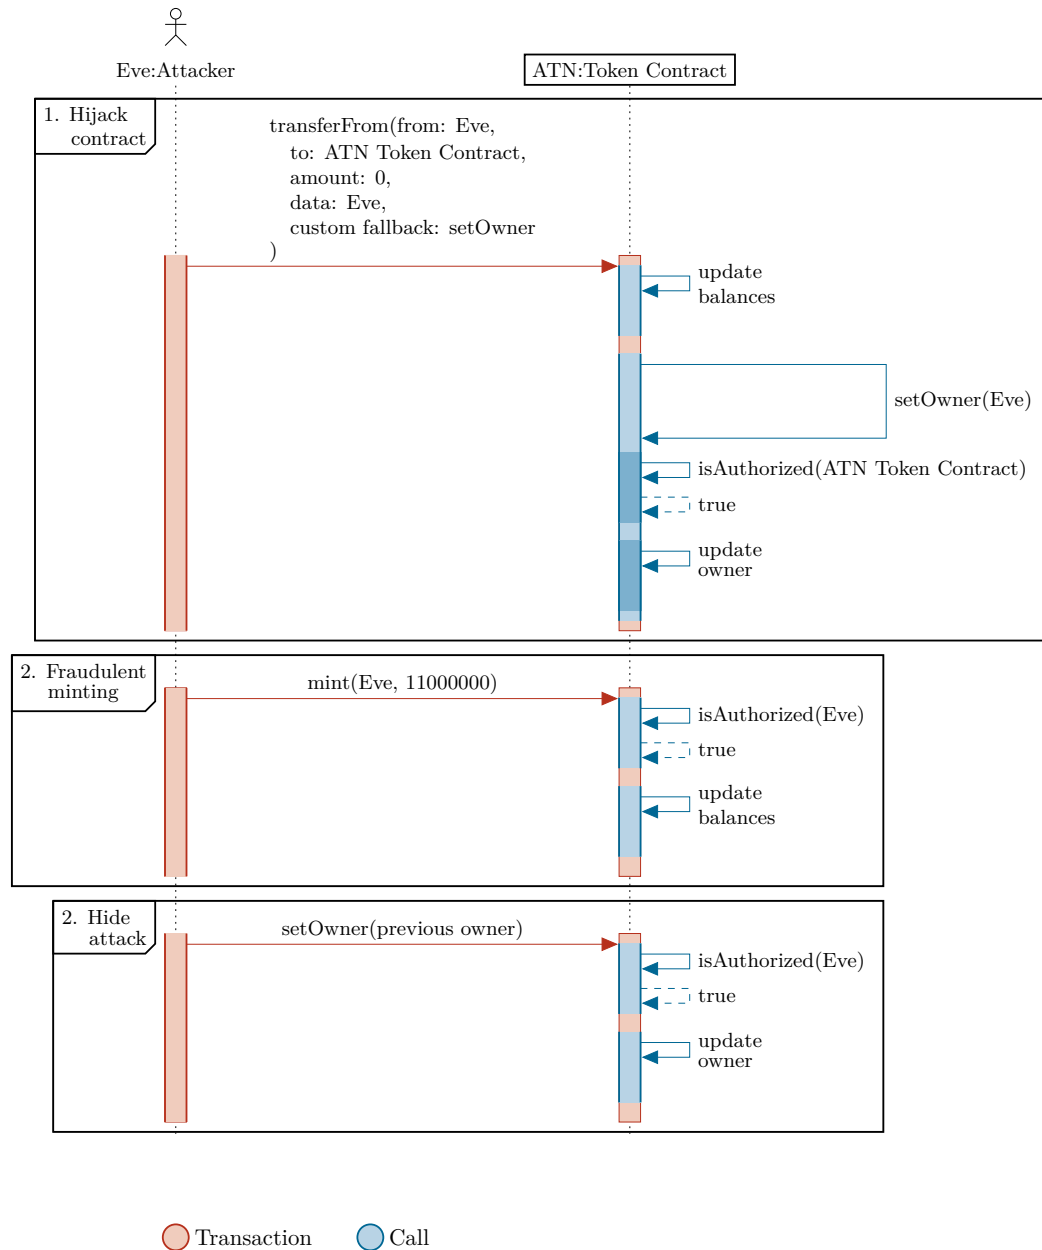 Eve:Attacker
ATN:Token Contract
1. Hijack
contract
transferFrom(from: Eve,
to: ATN Token Contract,
amount: 0,
data: Eve,
custom fallback: setOwner
)
update
balances
setOwner(Eve)
isAuthorized(ATN Token Contract)
true
update
owner
2. Fraudulent
minting
mint(Eve, 11000000)
isAuthorized(Eve)
true
update
balances
2. Hide
attack
setOwner(previous owner)
isAuthorized(Eve)
true
update
owner
Transaction
Call